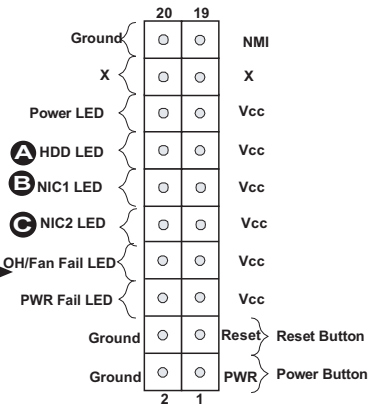 20 19
Ground NMI
X X
Power LED Vcc
A HDD LED Vcc
B NIC1 LED Vcc
C NIC2 LED Vcc
OH/Fan Fail LED Vcc
PWR Fail LED Vcc
Ground Reset Reset Button
Ground PWR Power Button
2 1